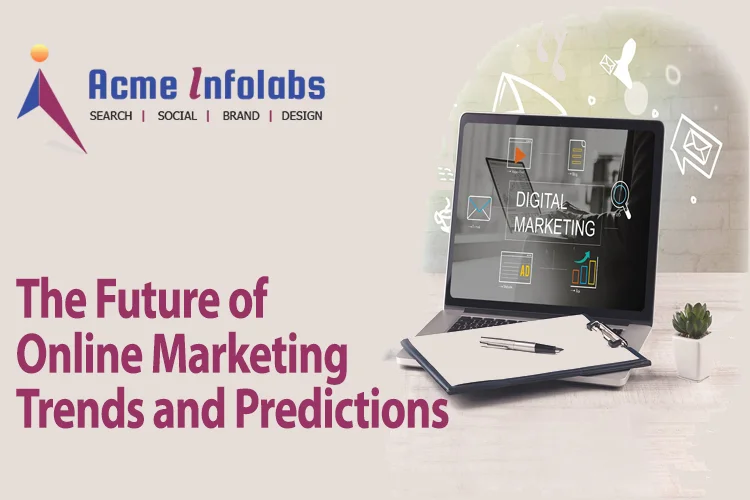 Acme Infolabs
SEARCH | SOCIAL | BRAND | DESIGN
DIGITAL
MARKETING
AD
The Future of
Online Marketing
Trends and Predictions